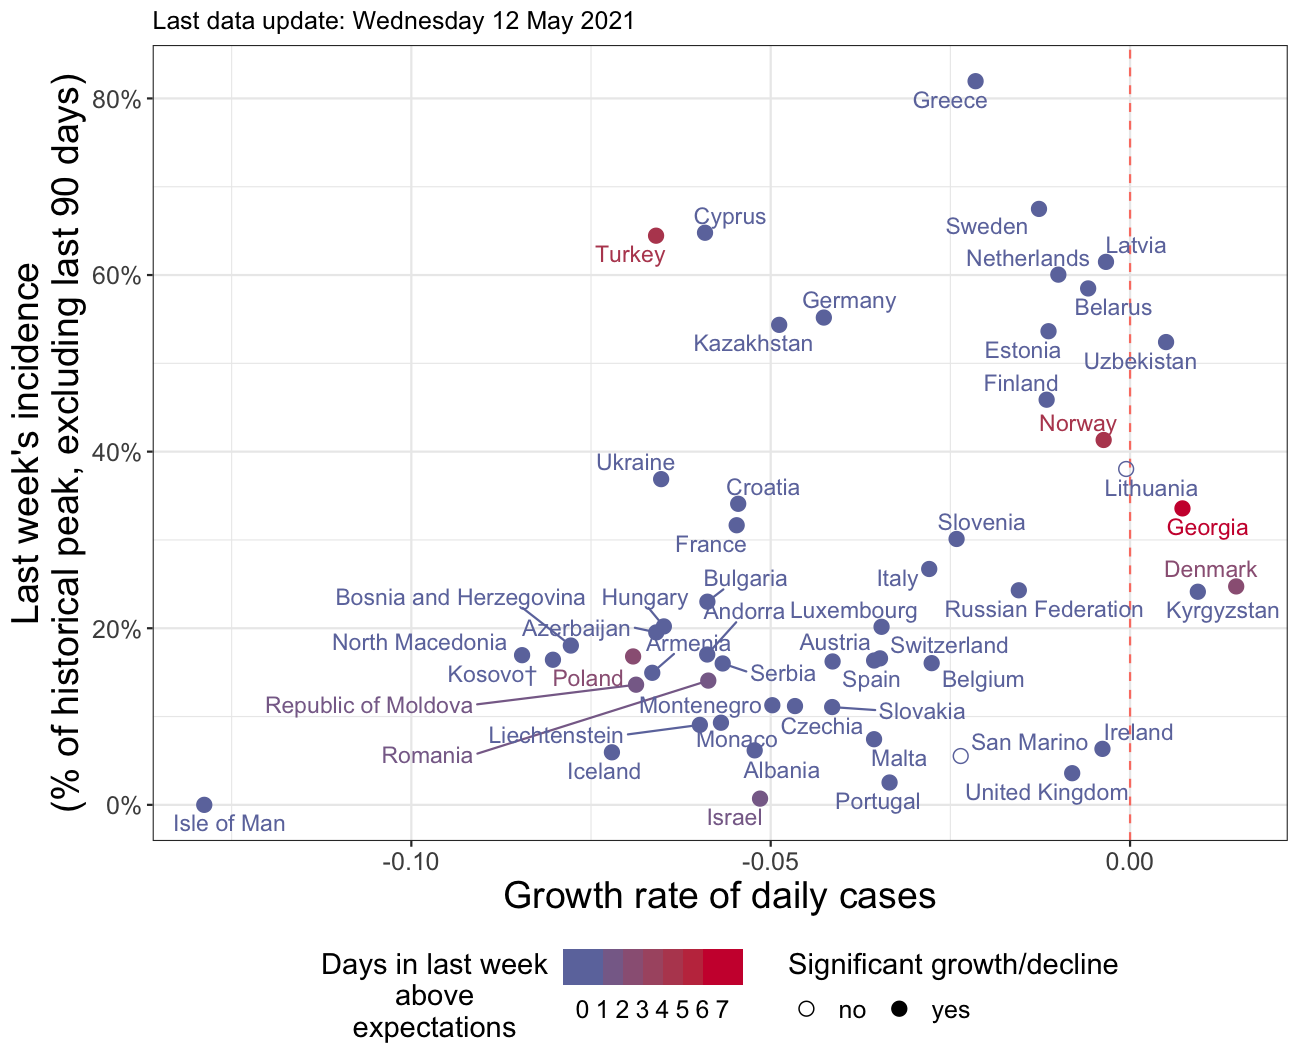 Last data update: Wednesday 12 May 2021
Last week's incidence
(% of historical peak, excluding last 90 days)
80%
60%
40%
20%
0%
Greece
Cyprus
Turkey
Sweden
Latvia
Netherlands
Belarus
Germany
Kazakhstan
Estonia
Uzbekistan
Finland
Norway
Ukraine
Croatia
Lithuania
France
Slovenia
Georgia
Bulgaria
Italy
Denmark
Bosnia and Herzegovina
Hungary
Andorra
Luxembourg
Russian Federation
Kyrgyzstan
Azerbaijan
North Macedonia
Armenia
Austria
Switzerland
Kosovo†
Poland
Serbia
Spain
Belgium
Republic of Moldova
Montenegro
Slovakia
Czechia
Liechtenstein
Monaco
San Marino
Ireland
Romania
Iceland
Albania
Malta
Portugal
United Kingdom
Israel
Isle of Man
-0.10
-0.05
0.00
Growth rate of daily cases
Days in last week
above
expectations
0 1 2 3 4 5 6 7
Significant growth/decline
no
yes